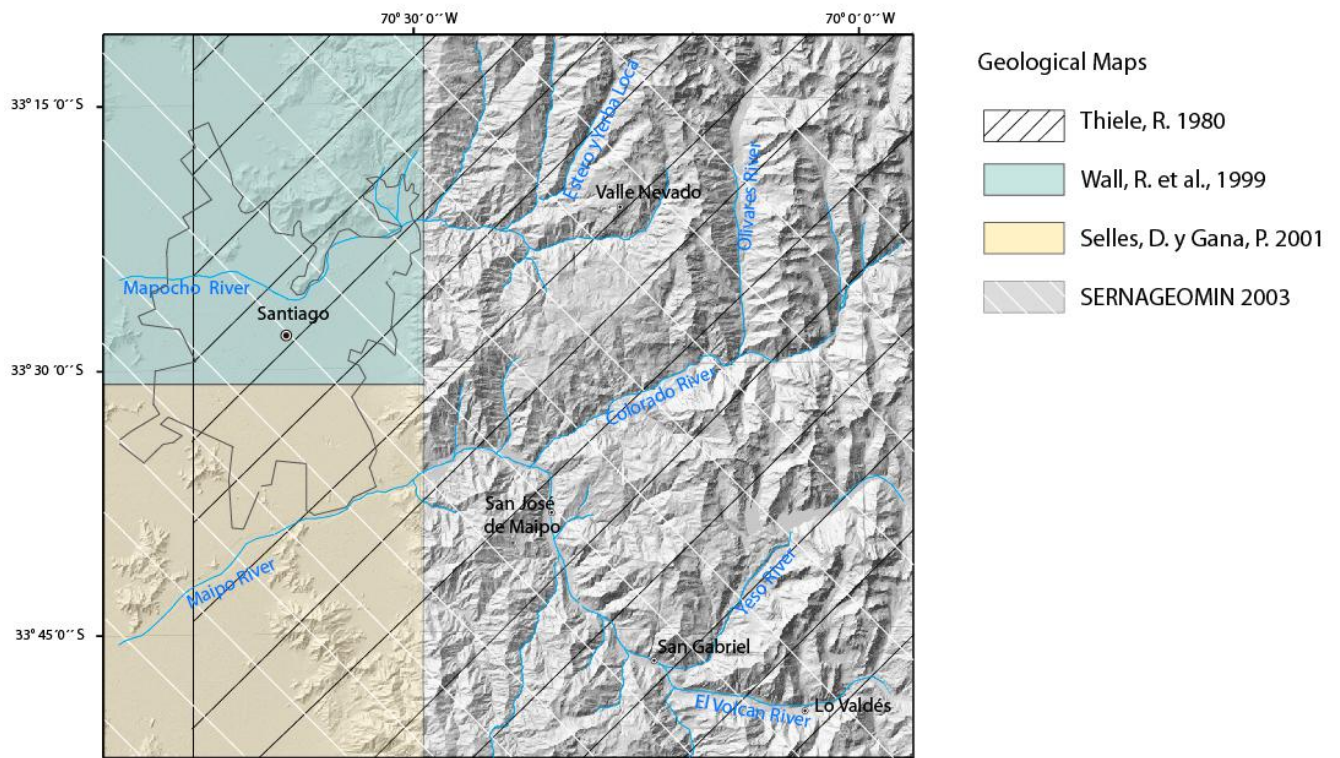 70° 30´0´´W
70° 0´0´´W
33° 15´0´´S
33° 30´0´´S
33° 45´0´´S
Estero y Yerba Loca
Valle Nevado
Olivares River
Mapocho River
Santiago
Colorado River
San José
de Maipo
Maipo River
Yeso River
San Gabriel
El Volcan River
Lo Valdés
Geological Maps
Thiele, R. 1980
Wall, R. et al., 1999
Selles, D. y Gana, P. 2001
SERNAGEOMIN 2003